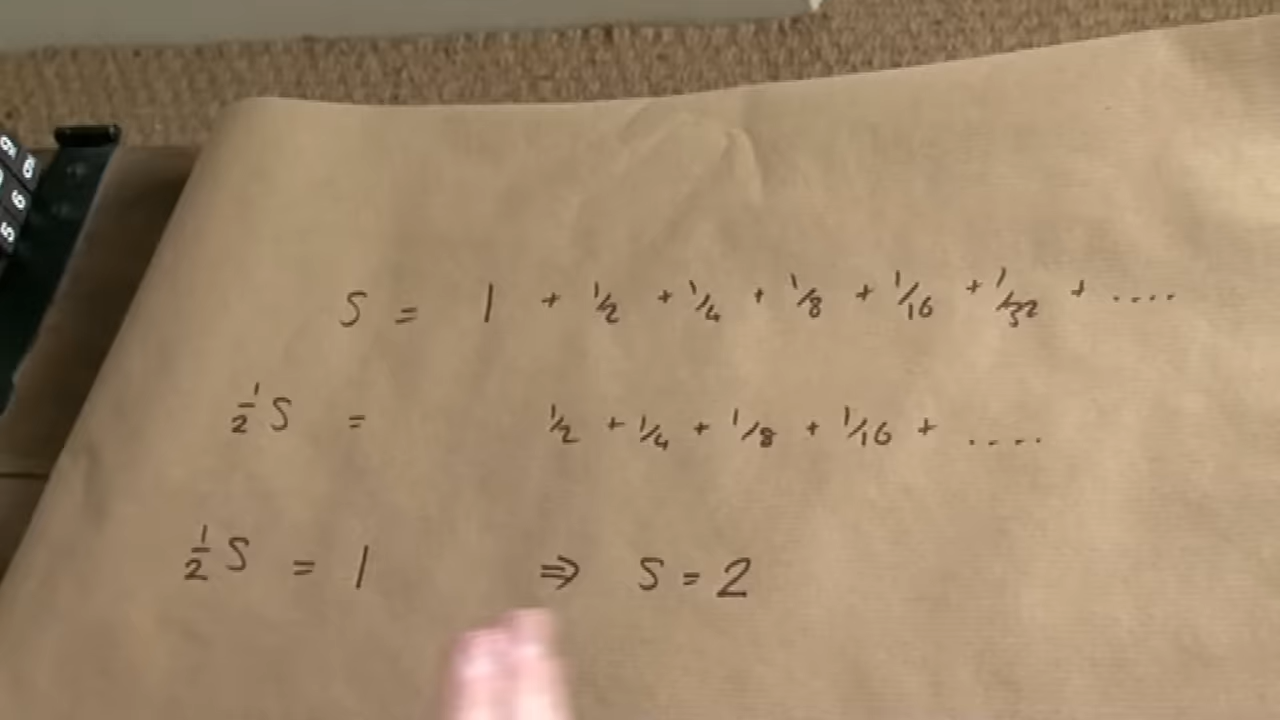 S = 1 + 1/2 + 1/4 + 1/8 + 1/16 + 1/32 + ....
1/2 S = 1/2 + 1/4 + 1/8 + 1/16 + ....
1/2 S = 1 ⇒ S = 2